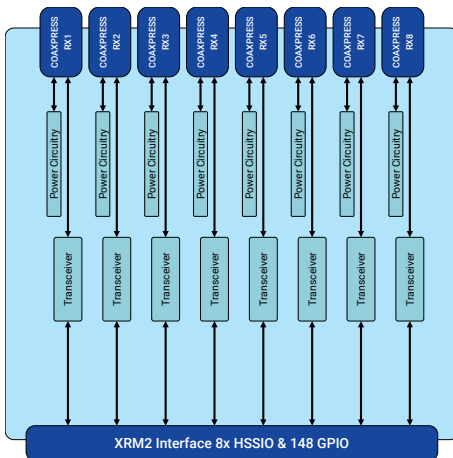 COAXPRESS
RX1
COAXPRESS
RX2
COAXPRESS
RX3
COAXPRESS
RX4
COAXPRESS
RX5
COAXPRESS
RX6
COAXPRESS
RX7
COAXPRESS
RX8
Power Circuitry
Power Circuitry
Power Circuitry
Power Circuitry
Power Circuitry
Power Circuitry
Power Circuitry
Power Circuitry
Transceiver
Transceiver
Transceiver
Transceiver
Transceiver
Transceiver
Transceiver
Transceiver
XRM2 Interface 8x HSSIO & 148 GPIO